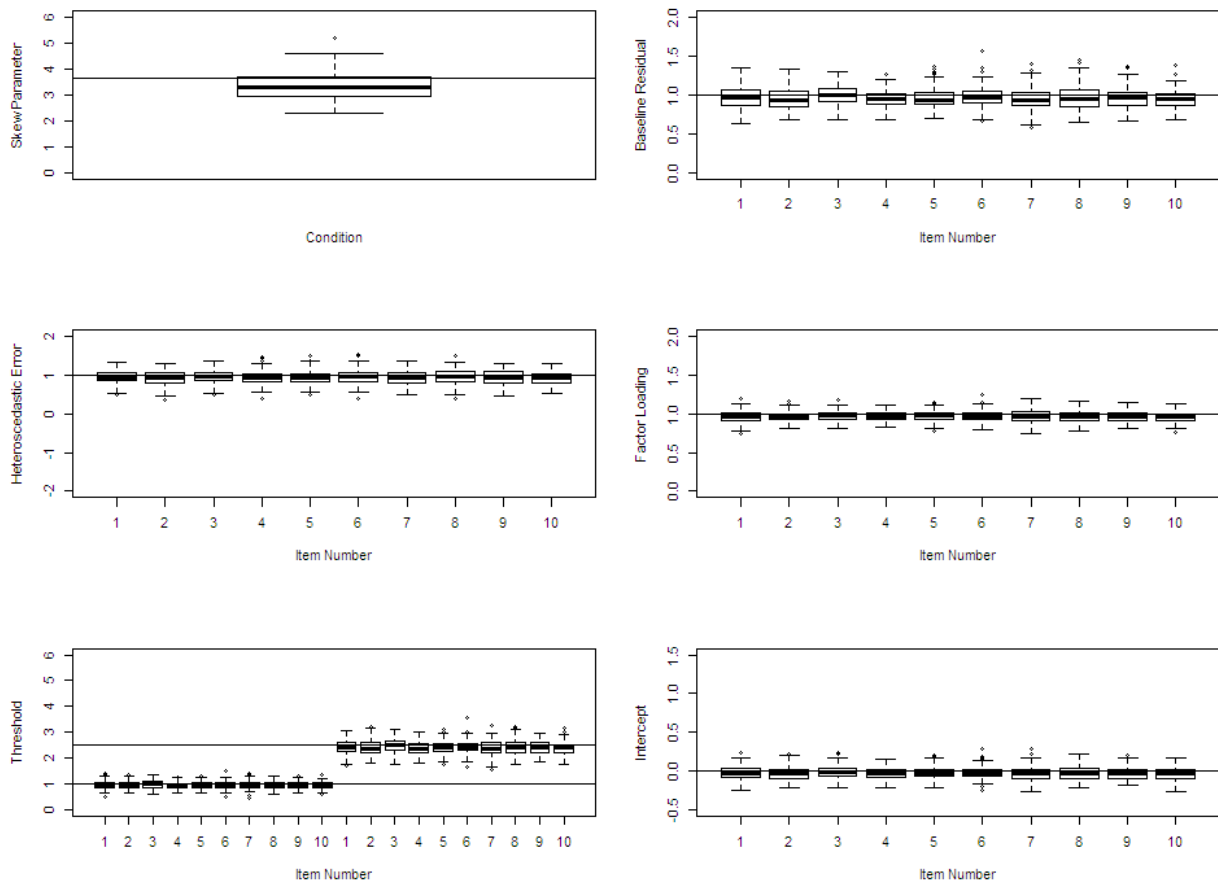 Skew Parameter
6
5
4
3
2
1
0
Condition
Baseline Residual
2.0
1.5
1.0
0.5
0.0
1 2 3 4 5 6 7 8 9 10
Item Number
Heteroscedastic Error
2
1
0
-1
-2
1 2 3 4 5 6 7 8 9 10
Item Number
Factor Loading
2.0
1.5
1.0
0.5
0.0
1 2 3 4 5 6 7 8 9 10
Item Number
Threshold
6
5
4
3
2
1
0
1 2 3 4 5 6 7 8 9 10 1 2 3 4 5 6 7 8 9 10
Item Number
Intercept
1.5
1.0
0.5
0.0
-0.5
1 2 3 4 5 6 7 8 9 10
Item Number